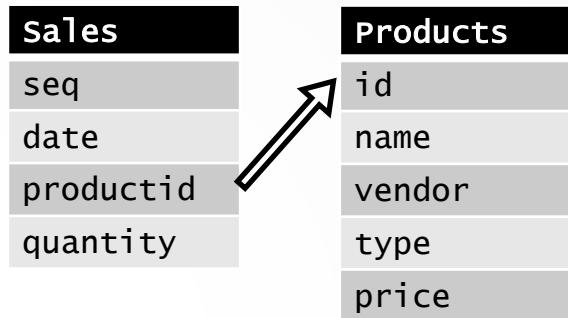 Sales
seq
date
productid
quantity
Products
id
name
vendor
type
price